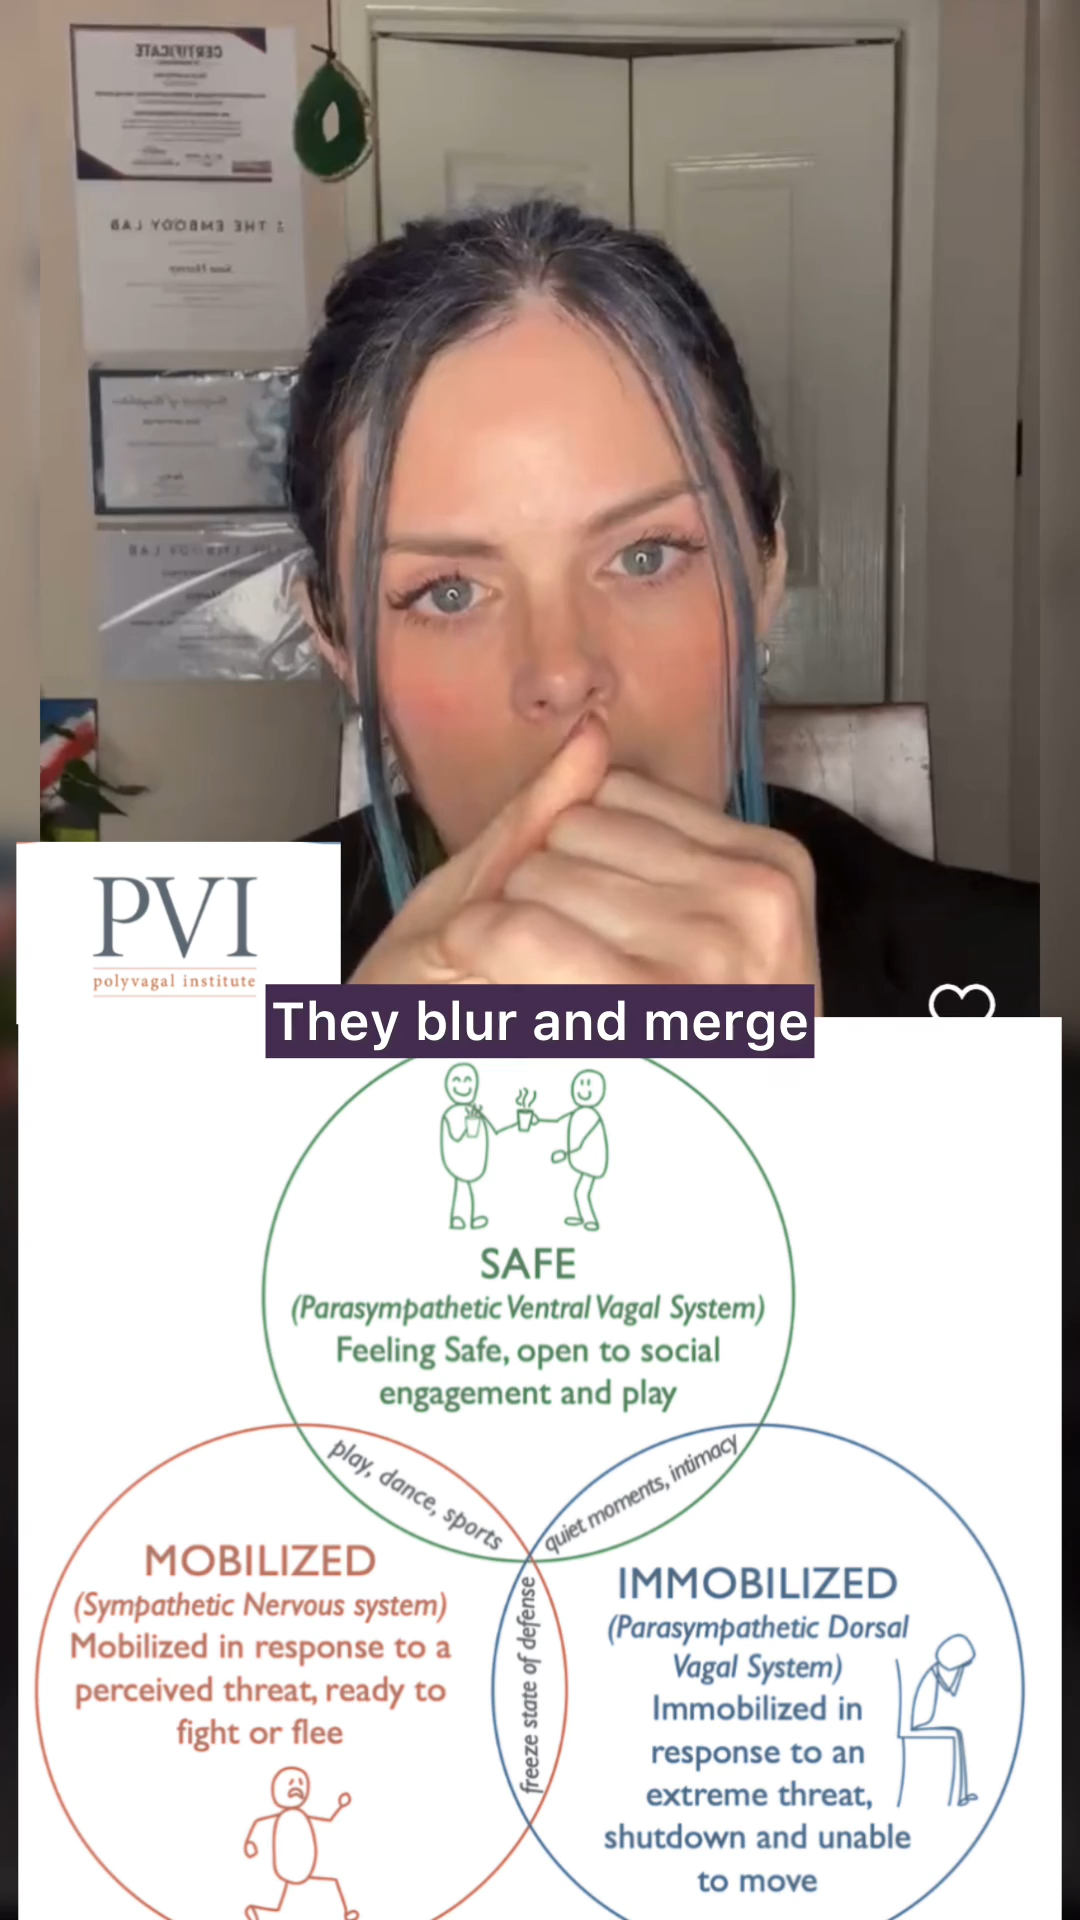 CERTIFICATE
THE EMBODY LAB
PVI
polyvagal institute
They blur and merge
SAFE
(Parasympathetic Ventral Vagal System)
Feeling Safe, open to social
engagement and play
play, dance, sports
quiet moments, intimacy
MOBILIZED
(Sympathetic Nervous system)
Mobilized in response to a
perceived threat, ready to
fight or flee
freeze state of defense
IMMOBILIZED
(Parasympathetic Dorsal
Vagal System)
Immobilized in
response to an
extreme threat,
shutdown and unable
to move